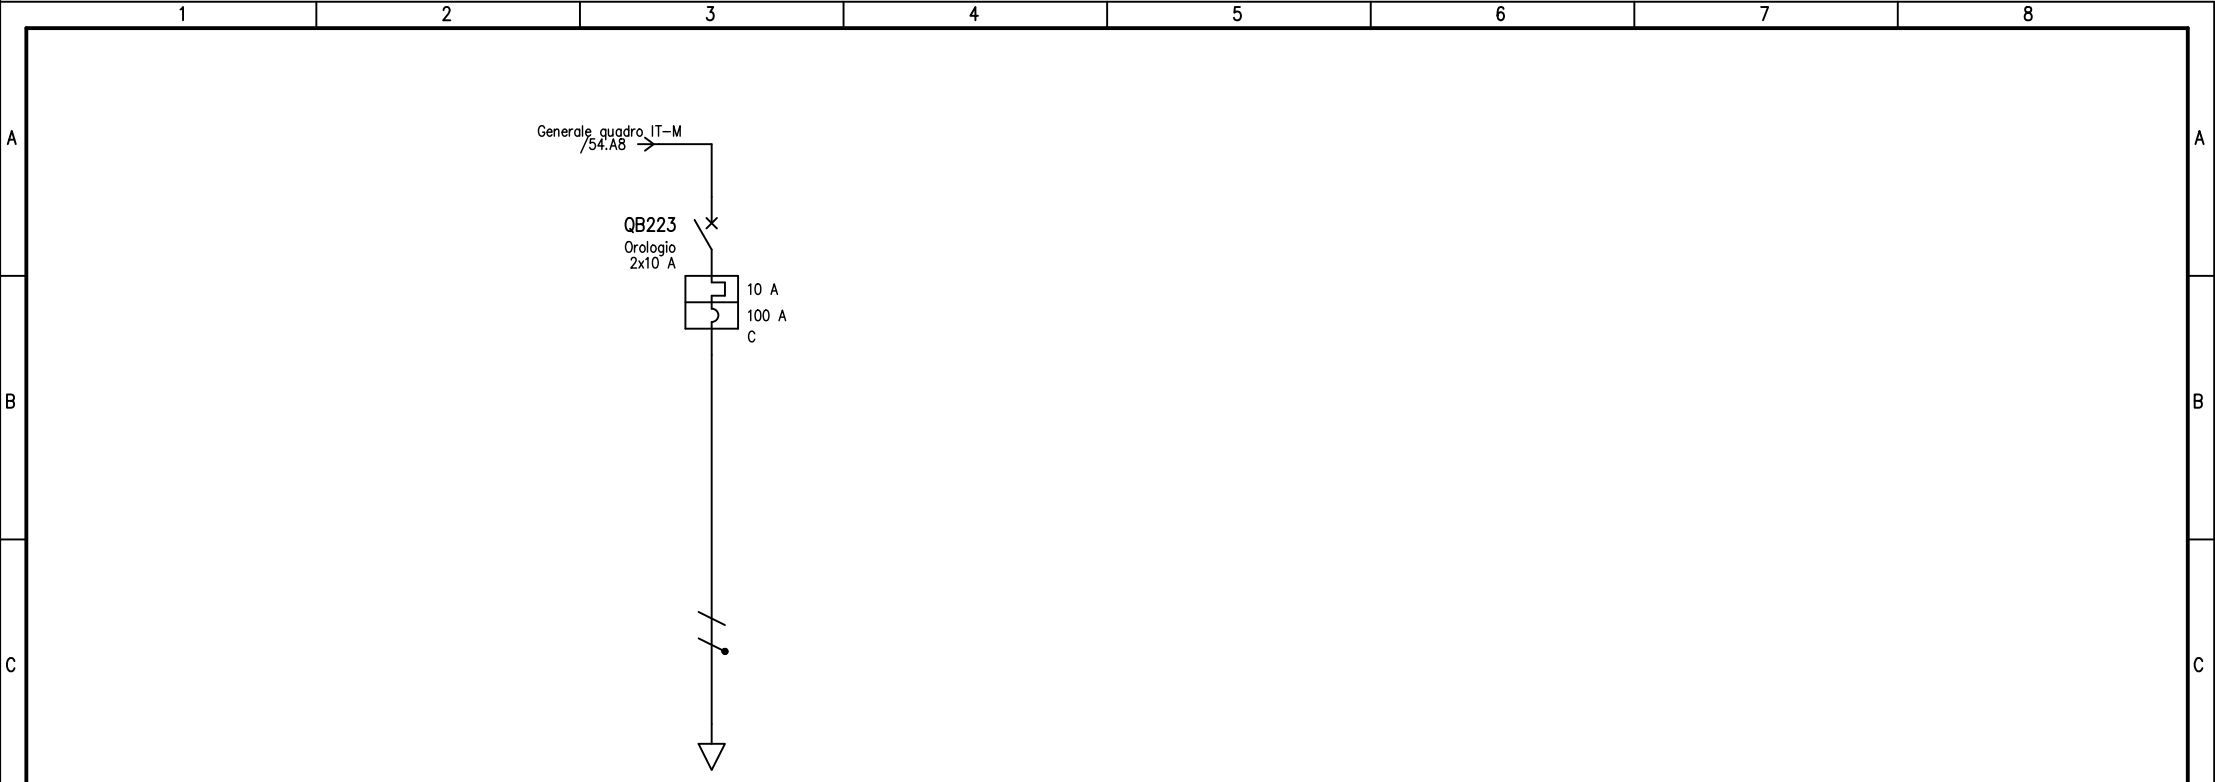 1 2 3 4 5 6 7 8
A A
Generale quadro IT-M
/54.A8
QB223
Orologio
2x10 A
10 A
100 A
C
B B
C C